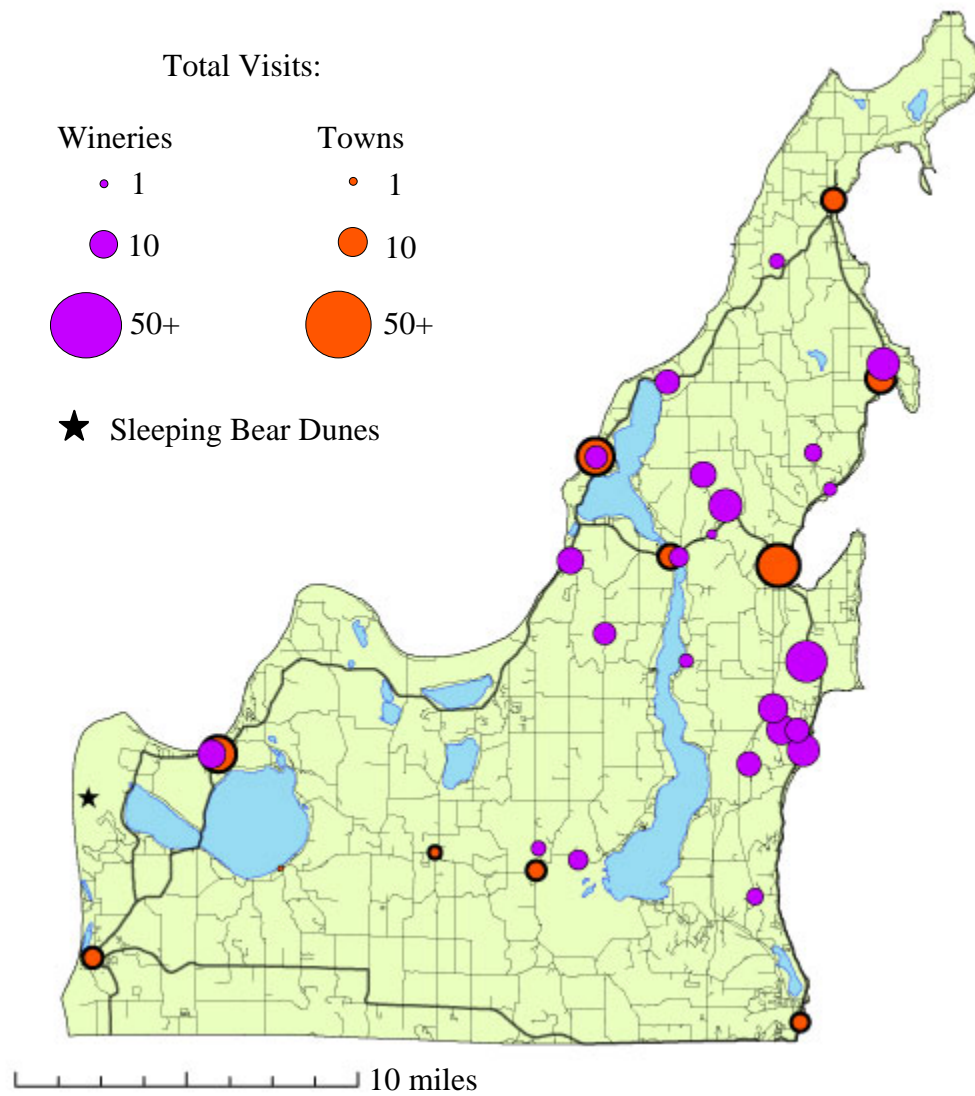 Total Visits:
Wineries Towns
1 1
10 10
50+ 50+
Sleeping Bear Dunes
10 miles